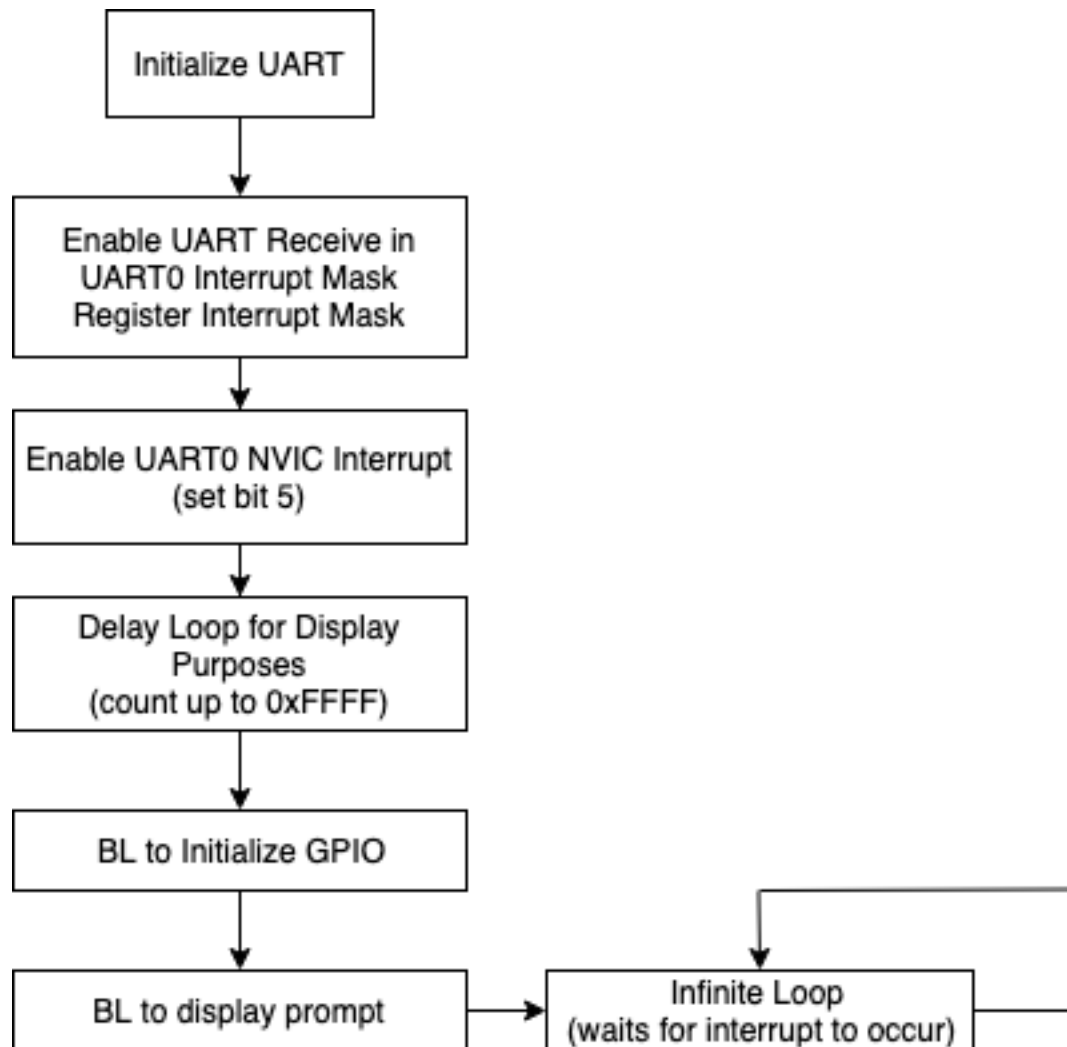 Initialize UART
Enable UART Receive in
UART0 Interrupt Mask
Register Interrupt Mask
Enable UART0 NVIC Interrupt
(set bit 5)
Delay Loop for Display
Purposes
(count up to 0xFFFF)
BL to Initialize GPIO
BL to display prompt
Infinite Loop
(waits for interrupt to occur)